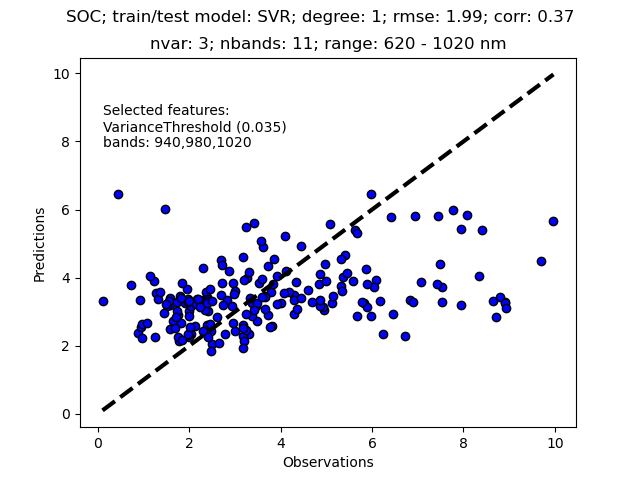 SOC; train/test model: SVR; degree: 1; rmse: 1.99; corr: 0.37
nvar: 3; nbands: 11; range: 620 - 1020 nm
Selected features:
VarianceThreshold (0.035)
bands: 940,980,1020
Predictions
10
8
6
4
2
0
0 2 4 6 8 10
Observations